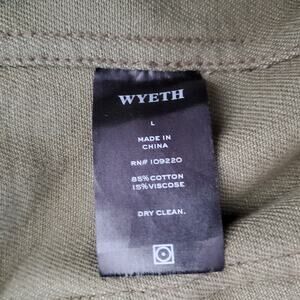 WYETH
L
MADE IN
CHINA
RN# 109220
85% COTTON
15% VISCOSE
DRY CLEAN.